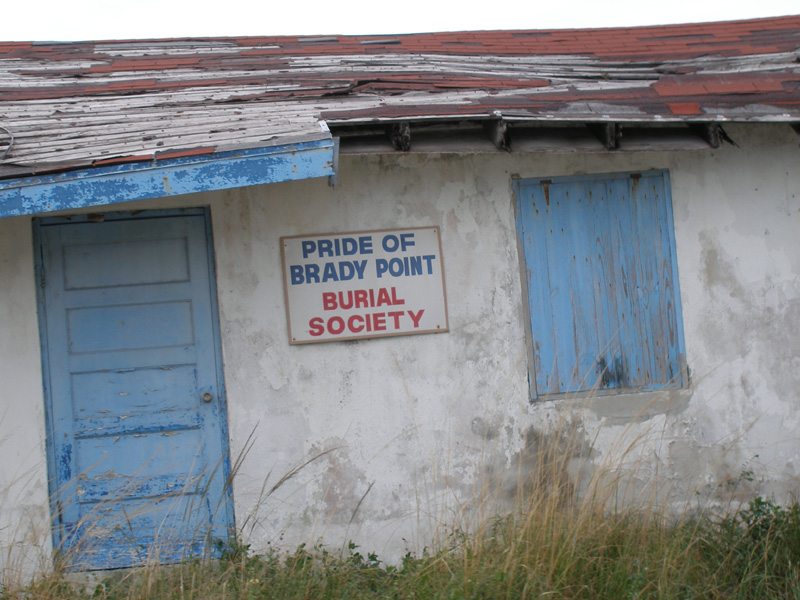 PRIDE OF
BRADY POINT
BURIAL
SOCIETY